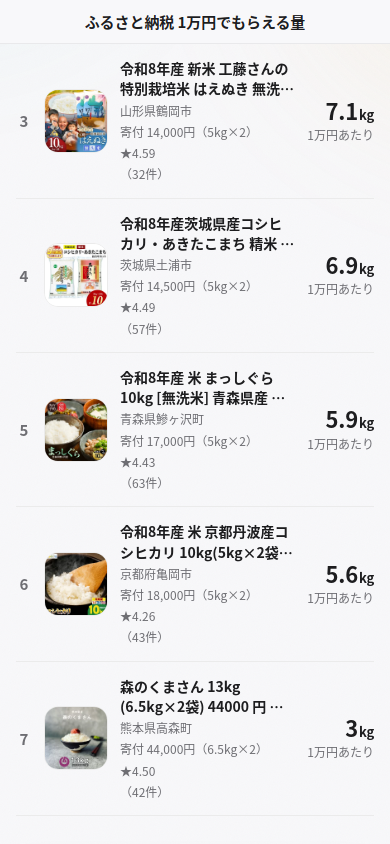 ふるさと納税 1万円でもらえる量
3
令和8年産 新米 工藤さんの
特別栽培米 はえぬき 無洗…
山形県鶴岡市
寄付 14,000円（5kg×2）
★4.59
（32件）
7.1kg
1万円あたり
4
令和8年産茨城県産コシヒ
カリ・あきたこまち 精米 …
茨城県土浦市
寄付 14,500円（5kg×2）
★4.49
（57件）
6.9kg
1万円あたり
5
令和8年産 米 まっしぐら
10kg [無洗米] 青森県産 …
青森県鰺ヶ沢町
寄付 17,000円（5kg×2）
★4.43
（63件）
5.9kg
1万円あたり
6
令和8年産 米 京都丹波産コ
シヒカリ 10kg(5kg×2袋…
京都府亀岡市
寄付 18,000円（5kg×2）
★4.26
（43件）
5.6kg
1万円あたり
7
森のくまさん 13kg
(6.5kg×2袋) 44000 円 …
熊本県高森町
寄付 44,000円（6.5kg×2）
★4.50
（42件）
3kg
1万円あたり